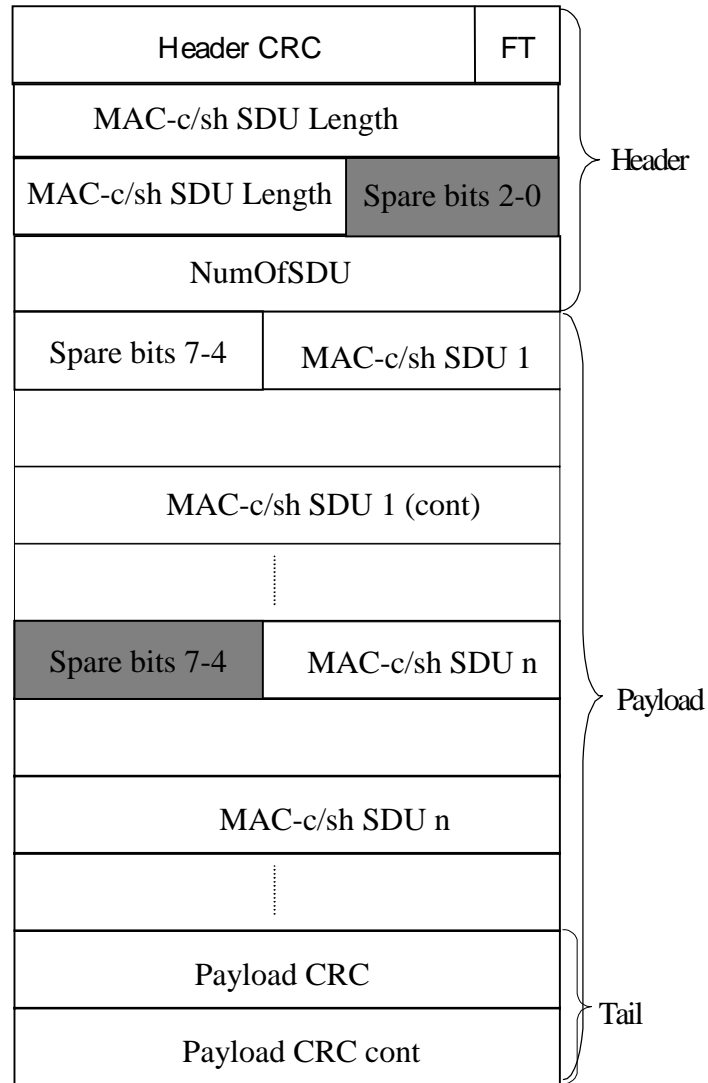 Header CRC FT
MAC-c/sh SDU Length
Header
MAC-c/sh SDU Length Spare bits 2-0
NumOfSDU
Spare bits 7-4 MAC-c/sh SDU 1
MAC-c/sh SDU 1 (cont)
Spare bits 7-4 MAC-c/sh SDU n
Payload
MAC-c/sh SDU n
Payload CRC
Tail
Payload CRC cont